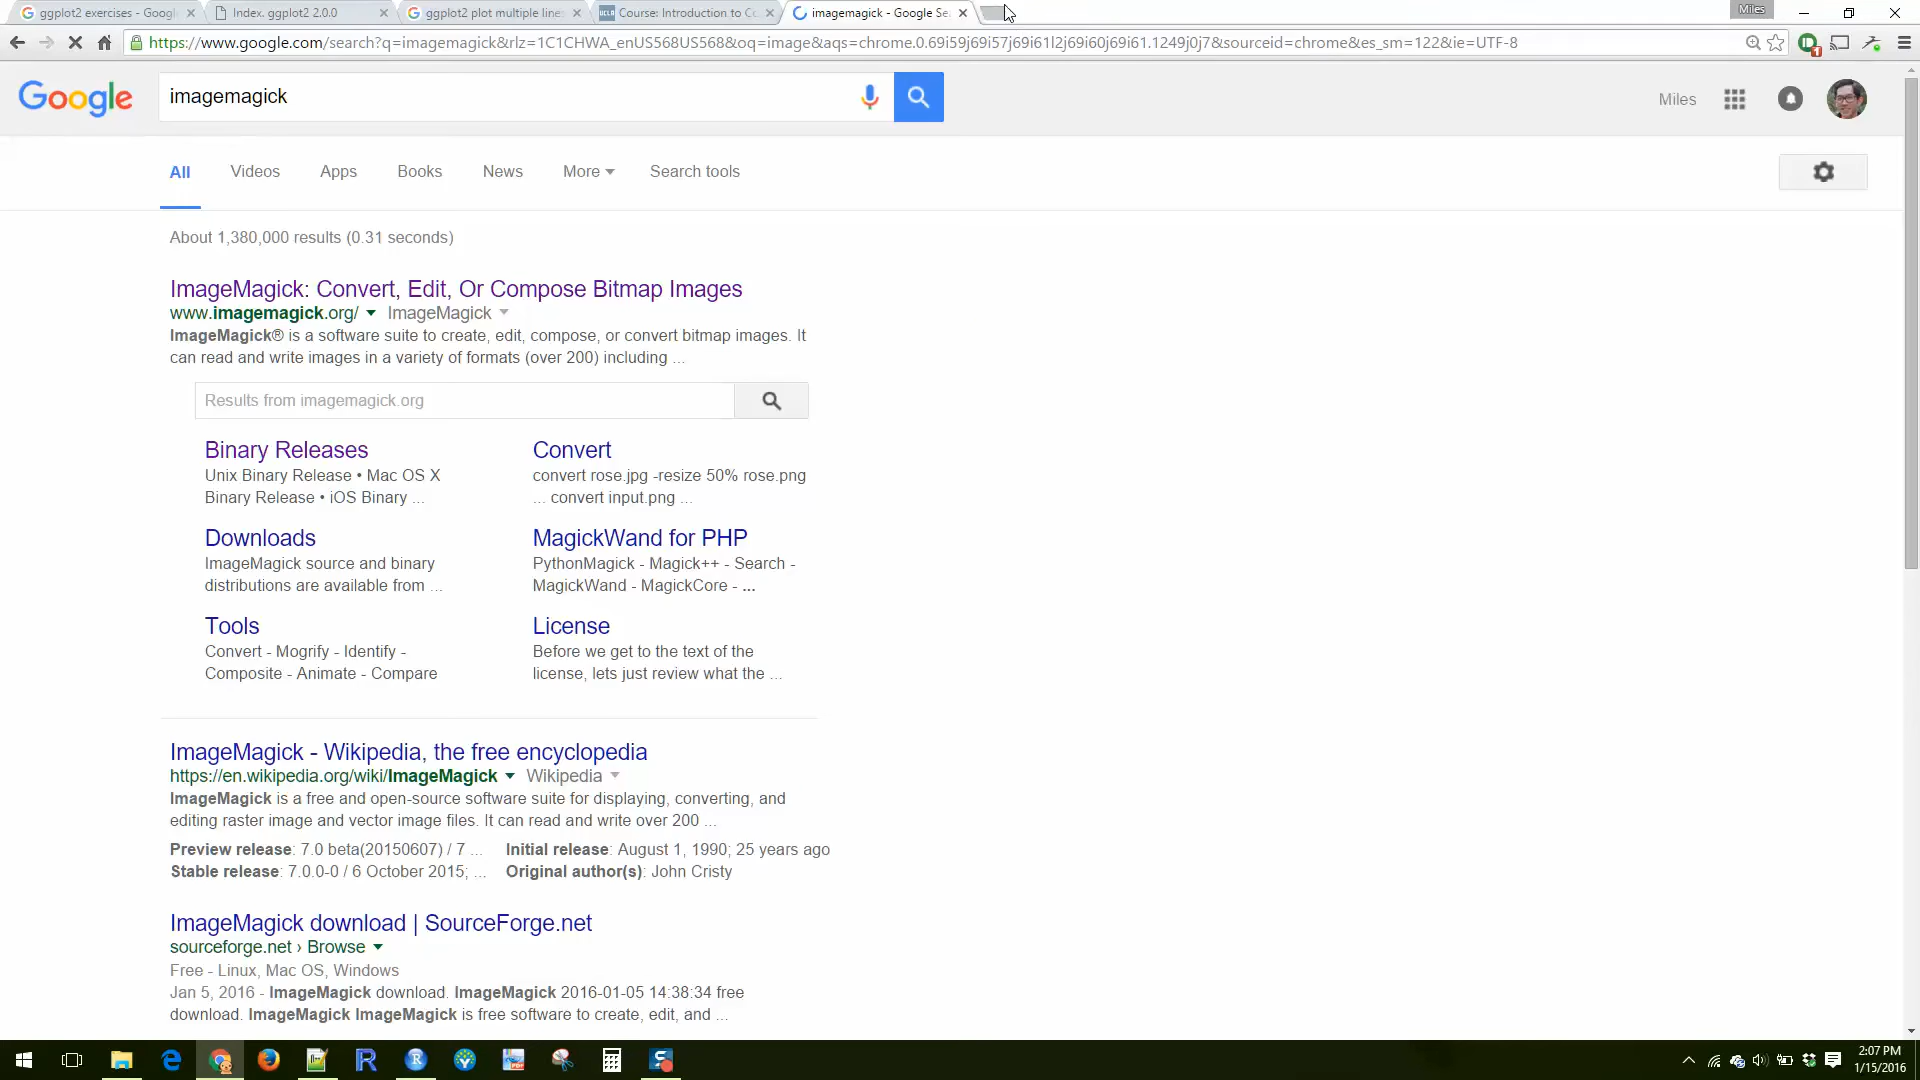 ggplot2 exercises - Googl
Index. ggplot2 2.0.0
ggplot2 plot multiple lines
UCLA Course: Introduction to Co
imagemagick - Google Se
Miles
https://www.google.com/search?q=imagemagick&rlz=1C1CHWA_enUS568US568&oq=image&aqs=chrome.0.69i59j69i57j69i61l2j69i60j69i61.1249j0j7&sourceid=chrome&es_sm=122&ie=UTF-8
1
Google
imagemagick
Miles
All Videos Apps Books News More Search tools
About 1,380,000 results (0.31 seconds)
ImageMagick: Convert, Edit, Or Compose Bitmap Images
www.imagemagick.org/ ImageMagick
ImageMagick® is a software suite to create, edit, compose, or convert bitmap images. It
can read and write images in a variety of formats (over 200) including ...
Results from imagemagick.org
Binary Releases
Unix Binary Release • Mac OS X
Binary Release • iOS Binary ...
Convert
convert rose.jpg -resize 50% rose.png
... convert input.png ...
Downloads
ImageMagick source and binary
distributions are available from ...
MagickWand for PHP
PythonMagick - Magick++ - Search -
MagickWand - MagickCore - ...
Tools
Convert - Mogrify - Identify -
Composite - Animate - Compare
License
Before we get to the text of the
license, lets just review what the ...
ImageMagick - Wikipedia, the free encyclopedia
https://en.wikipedia.org/wiki/ImageMagick Wikipedia
ImageMagick is a free and open-source software suite for displaying, converting, and
editing raster image and vector image files. It can read and write over 200 ...
Preview release: 7.0 beta(20150607) / 7 ... Initial release: August 1, 1990; 25 years ago
Stable release: 7.0.0-0 / 6 October 2015; ... Original author(s): John Cristy
ImageMagick download | SourceForge.net
sourceforge.net › Browse
Free - Linux, Mac OS, Windows
Jan 5, 2016 - ImageMagick download. ImageMagick 2016-01-05 14:38:34 free
download. ImageMagick ImageMagick is free software to create, edit, and ...
2:07 PM
1/15/2016